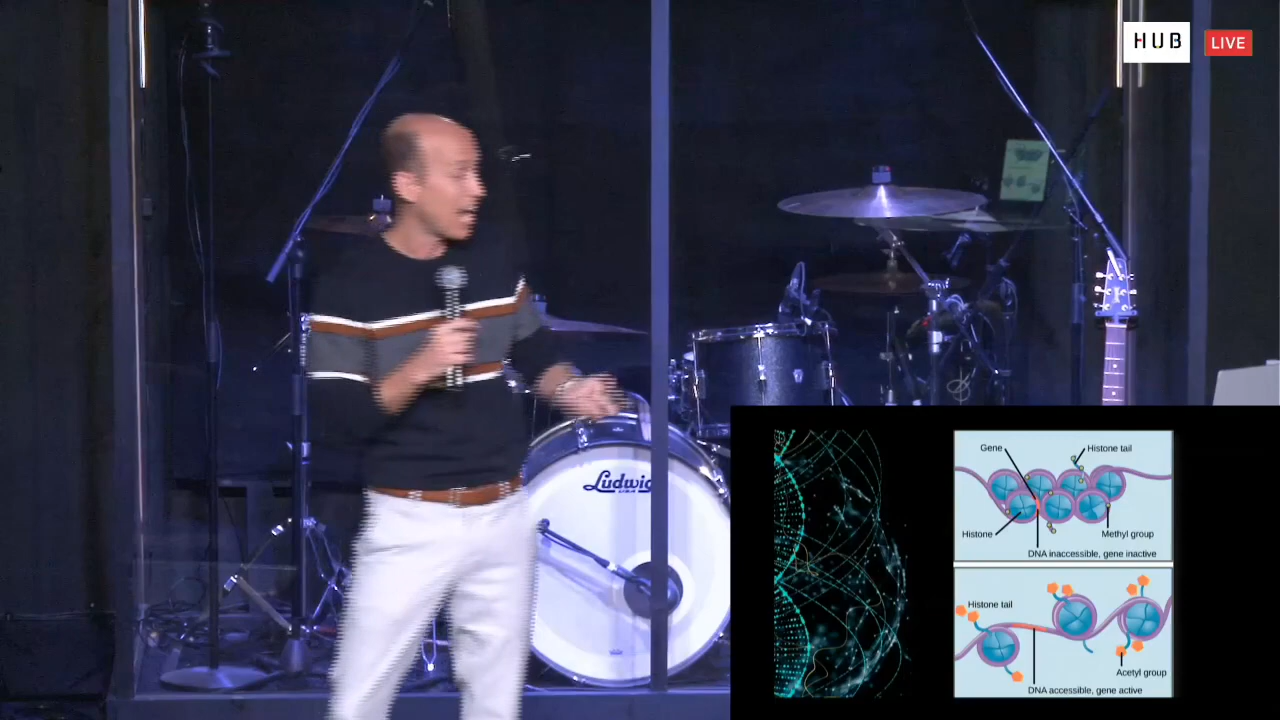 HUB
LIVE
Ludwig
Gene
Histone tail
Histone
Methyl group
DNA inaccessible, gene inactive
Histone tail
Acetyl group
DNA accessible, gene active